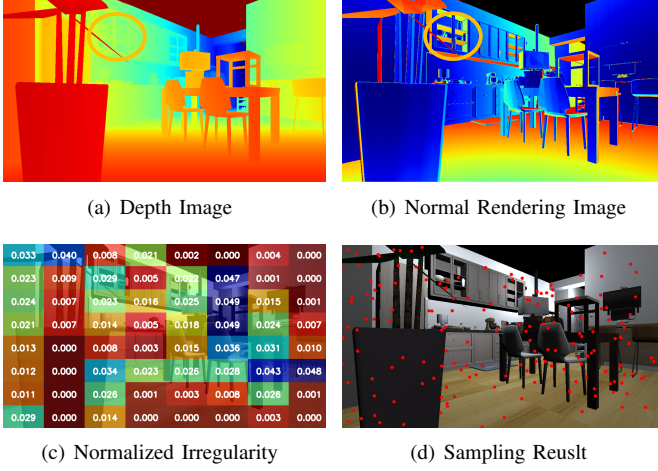 (a) Depth Image
(b) Normal Rendering Image
0.033 0.040 0.008 0.021 0.002 0.000 0.004 0.000
0.023 0.009 0.029 0.005 0.022 0.047 0.001 0.000
0.024 0.007 0.023 0.016 0.025 0.049 0.015 0.001
0.021 0.007 0.014 0.005 0.018 0.049 0.024 0.007
0.013 0.000 0.008 0.003 0.015 0.036 0.031 0.010
0.012 0.000 0.034 0.023 0.026 0.028 0.043 0.048
0.011 0.000 0.026 0.001 0.003 0.008 0.026 0.001
0.029 0.000 0.014 0.000 0.000 0.000 0.003 0.000
(c) Normalized Irregularity
(d) Sampling Reuslt